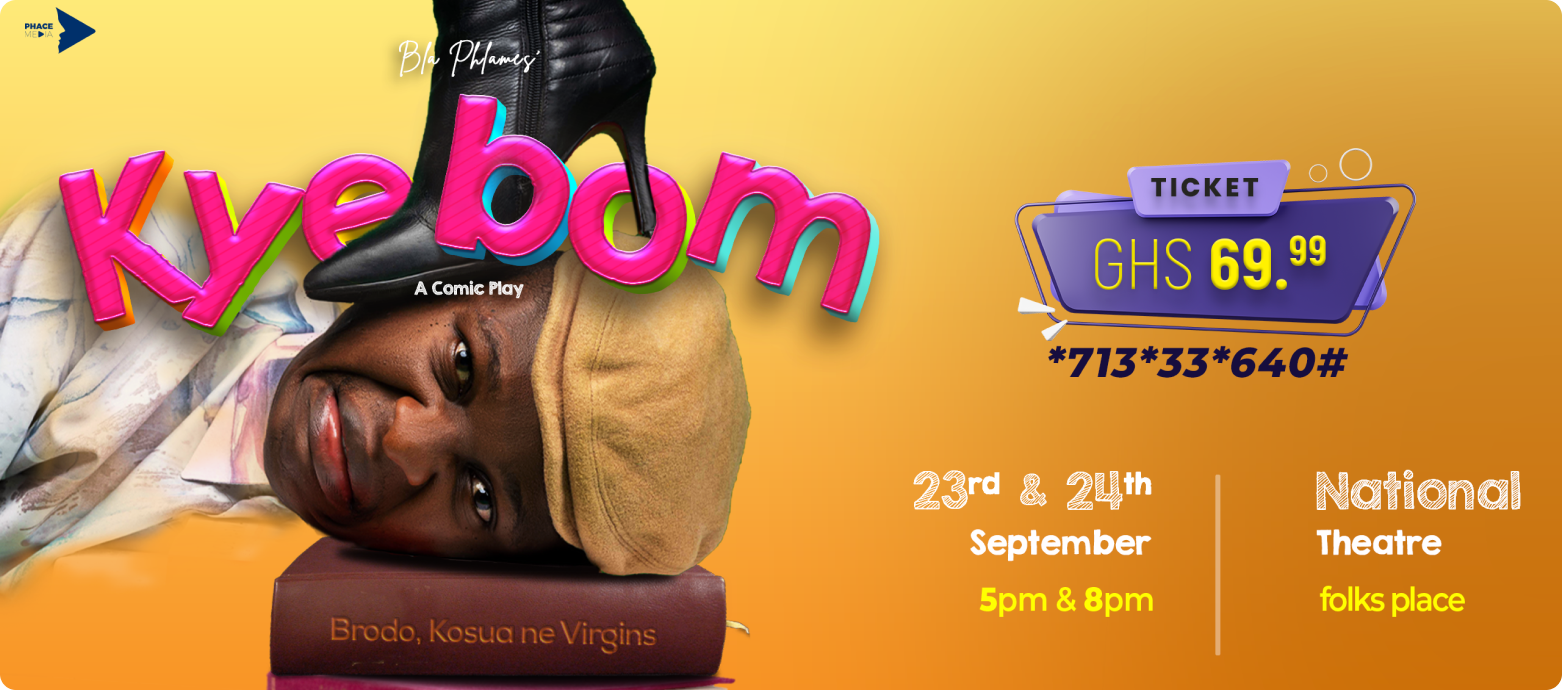 PHACE
MEDIA
Bla Phlames'
Kyebom
A Comic Play
Brodo, Kosua ne Virgins
TICKET
GHS 69.99
*713*33*640#
23rd & 24th
September
5pm & 8pm
National
Theatre
folks place